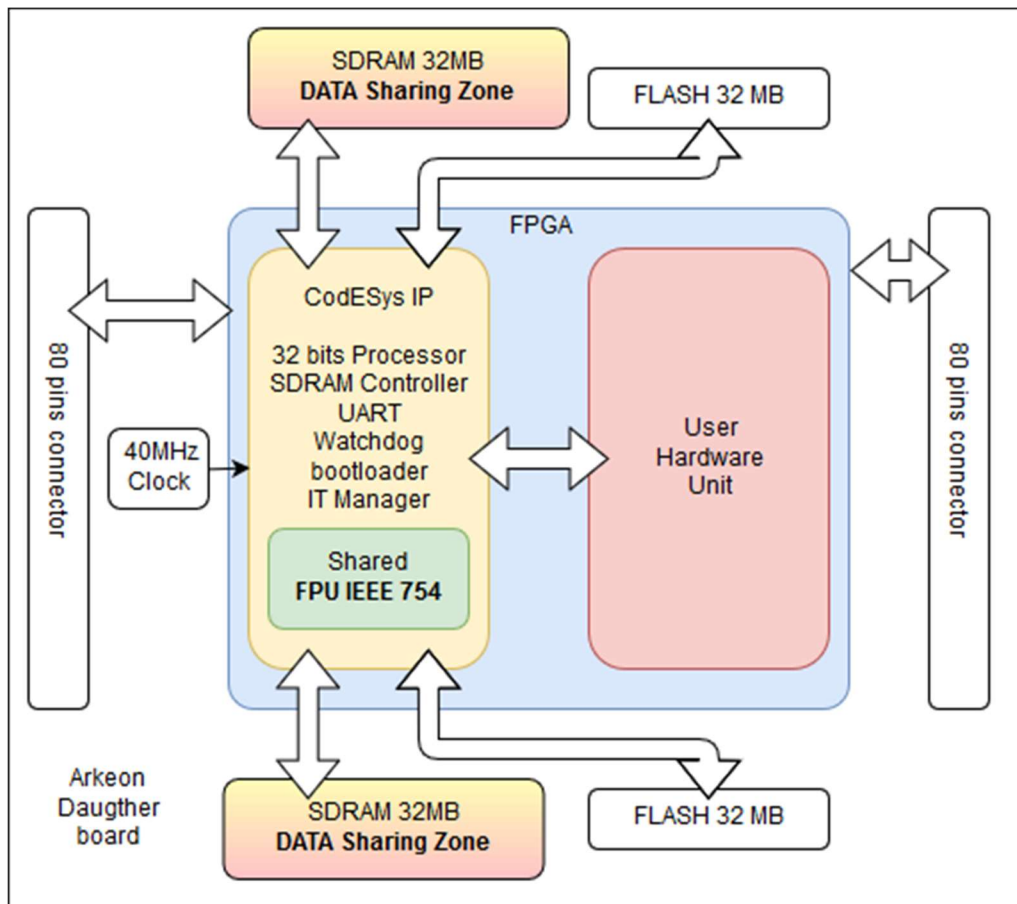 SDRAM 32MB
DATA Sharing Zone
FLASH 32 MB
FPGA
80 pins connector
CodESys IP
32 bits Processor
SDRAM Controller
UART
Watchdog
bootloader
IT Manager
40MHz
Clock
Shared
FPU IEEE 754
User
Hardware
Unit
80 pins connector
Arkeon
Daugther
board
SDRAM 32MB
DATA Sharing Zone
FLASH 32 MB